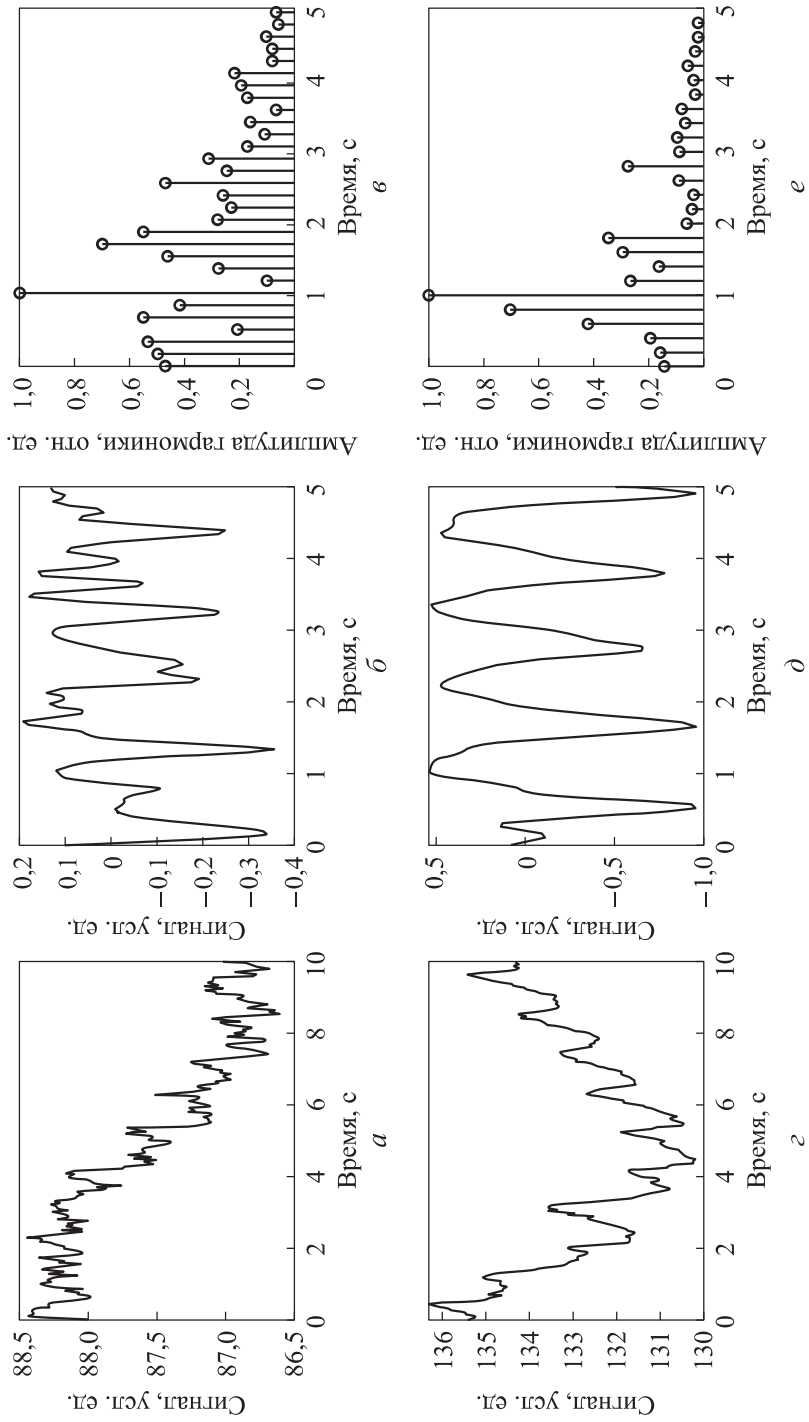 Сигнал, усл. ед.
88,5
88,0
87,5
87,0
86,5
0 2 4 6 8 10
Время, с
а
Сигнал, усл. ед.
0,2
0,1
0
−0,1
−0,2
−0,3
−0,4
0 1 2 3 4 5
Время, с
б
Амплитуда гармоники, отн. ед.
1,0
0,8
0,6
0,4
0,2
0 1 2 3 4 5
Время, с
в
Сигнал, усл. ед.
136
135
134
133
132
131
130
0 2 4 6 8 10
Время, с
г
Сигнал, усл. ед.
0,5
0
−0,5
−1,0
0 1 2 3 4 5
Время, с
д
Амплитуда гармоники, отн. ед.
1,0
0,8
0,6
0,4
0,2
0 1 2 3 4 5
Время, с
е